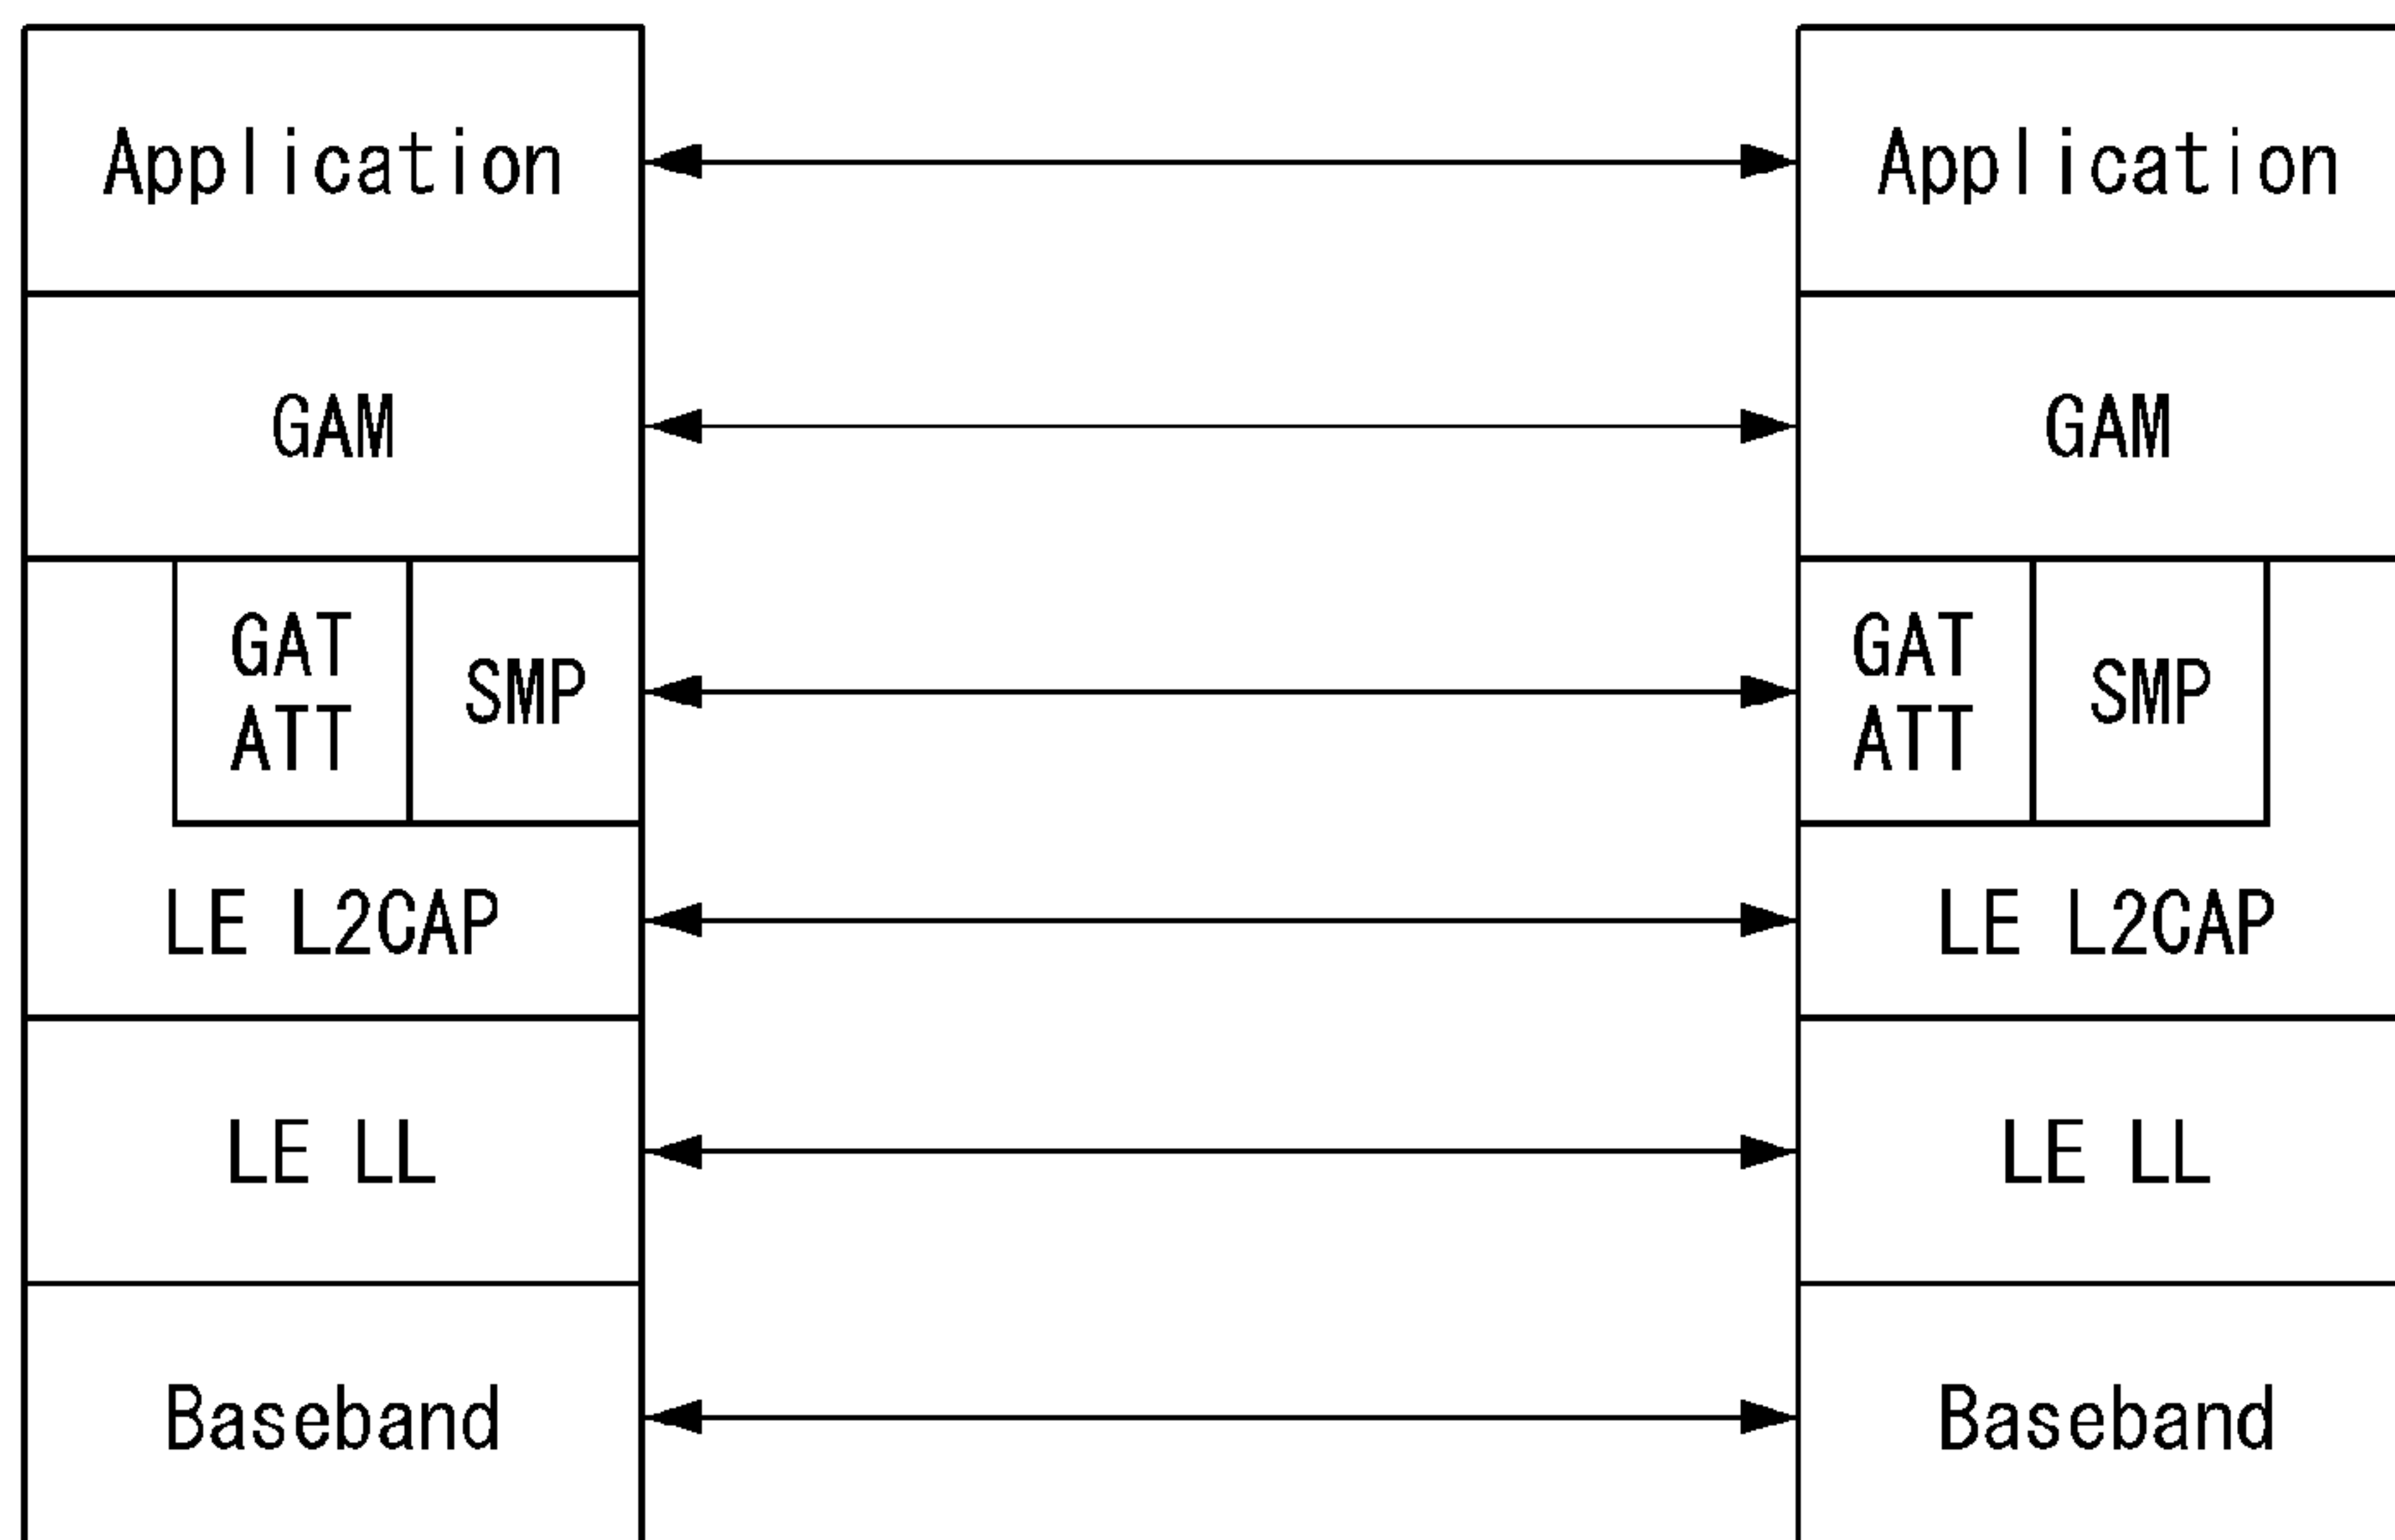 Application
Application
GAM
GAM
GAT
ATT
SMP
GAT
ATT
SMP
LE L2CAP
LE L2CAP
LE LL
LE LL
Baseband
Baseband